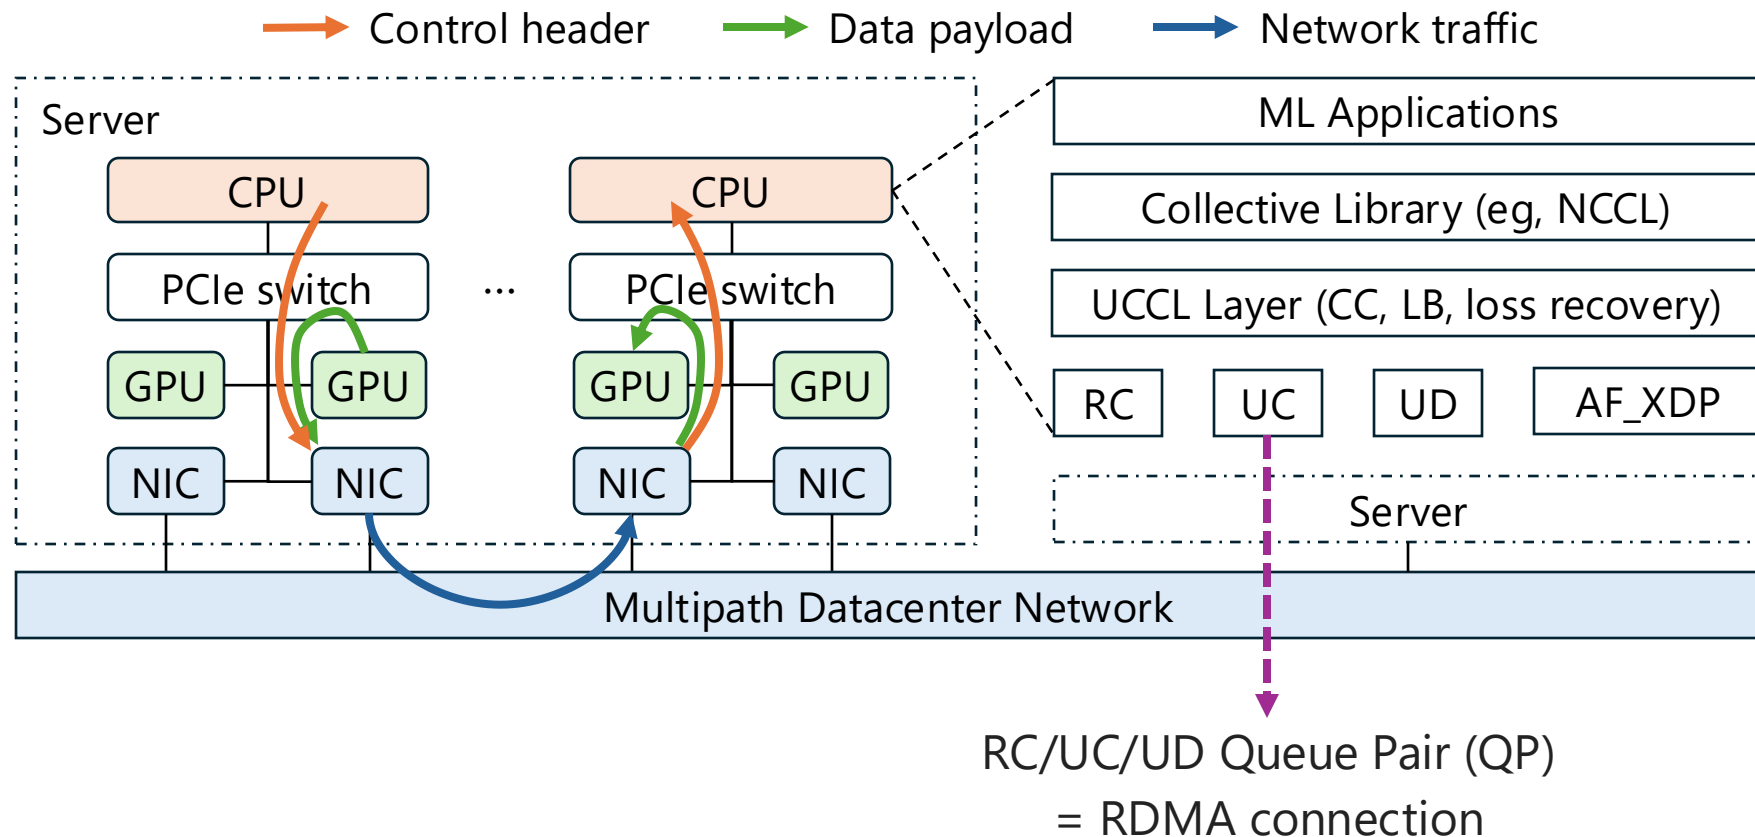 Control header
Data payload
Network traffic
Server
CPU
CPU
PCIe switch
...
PCIe switch
GPU
GPU
GPU
GPU
NIC
NIC
NIC
NIC
ML Applications
Collective Library (eg, NCCL)
UCCL Layer (CC, LB, loss recovery)
RC
UC
UD
AF_XDP
Server
Multipath Datacenter Network
RC/UC/UD Queue Pair (QP)
= RDMA connection